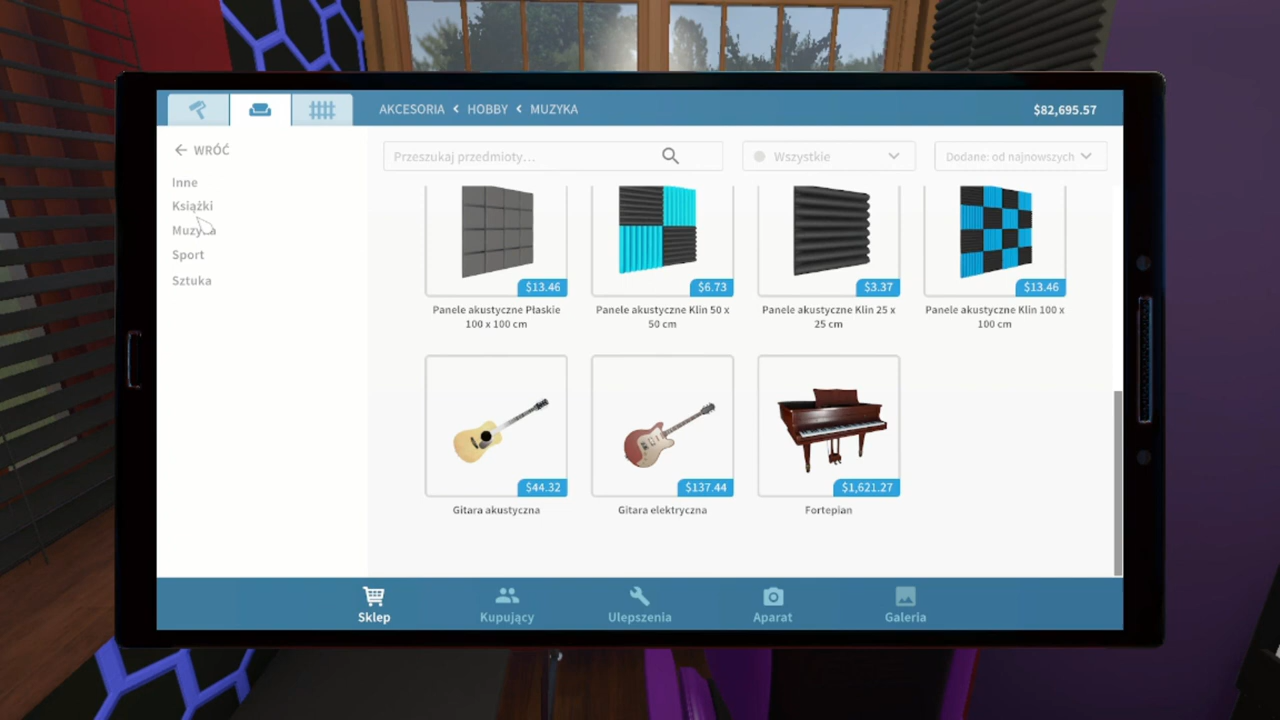 AKCESORIA < HOBBY < MUZYKA
$82,695.57
WRÓĆ
Przeszukaj przedmioty...
Wszystkie
Dodane: od najnowszych
Inne
Książki
Muzyka
Sport
Sztuka
$13.46
$6.73
$3.37
$13.46
Panele akustyczne Płaskie
100 x 100 cm
Panele akustyczne Klin 50 x
50 cm
Panele akustyczne Klin 25 x
25 cm
Panele akustyczne Klin 100 x
100 cm
$44.32
$137.44
$1,621.27
Gitara akustyczna
Gitara elektryczna
Fortepian
Sklep
Kupujący
Ulepszenia
Aparat
Galeria